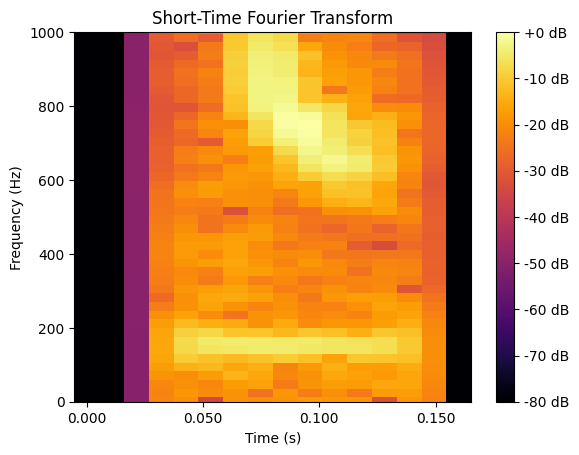 Short-Time Fourier Transform
1000
800
600
400
200
0
Frequency (Hz)
0.000
0.050
0.100
0.150
Time (s)
+0 dB
-10 dB
-20 dB
-30 dB
-40 dB
-50 dB
-60 dB
-70 dB
-80 dB